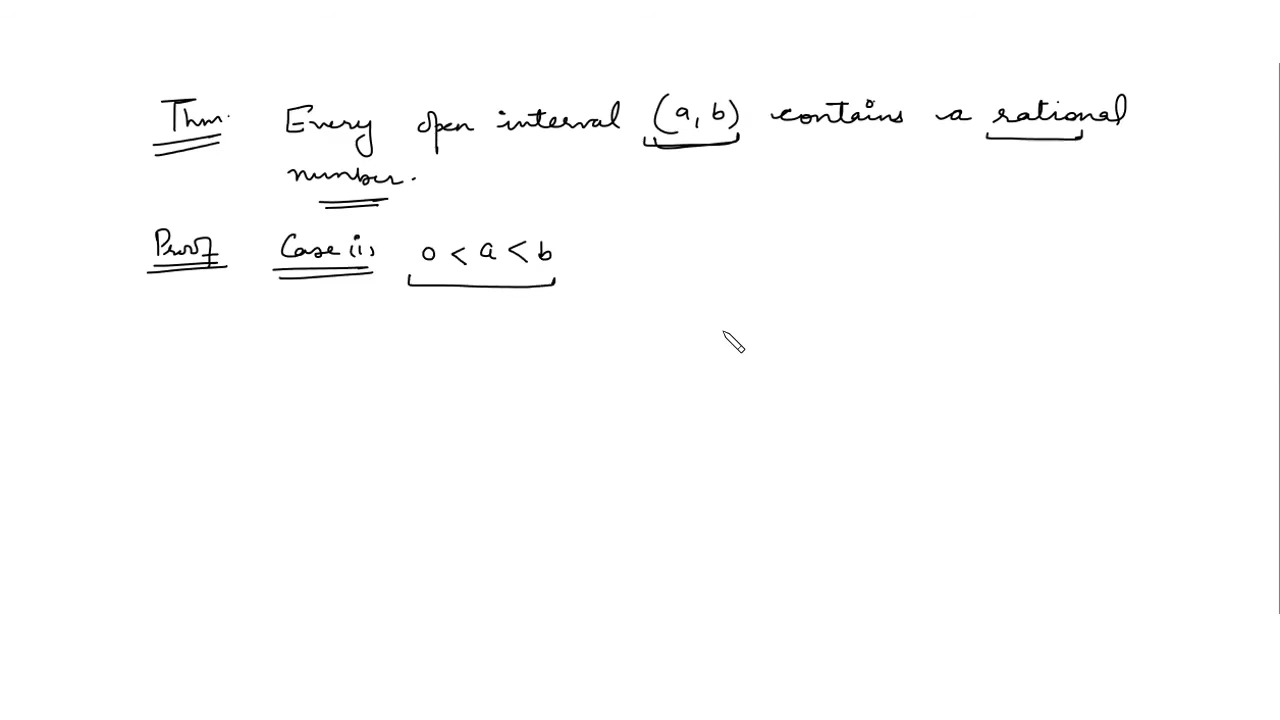 Thm. Every open interval (a, b) contains a rational
number.
Proof Case (i) 0 < a < b